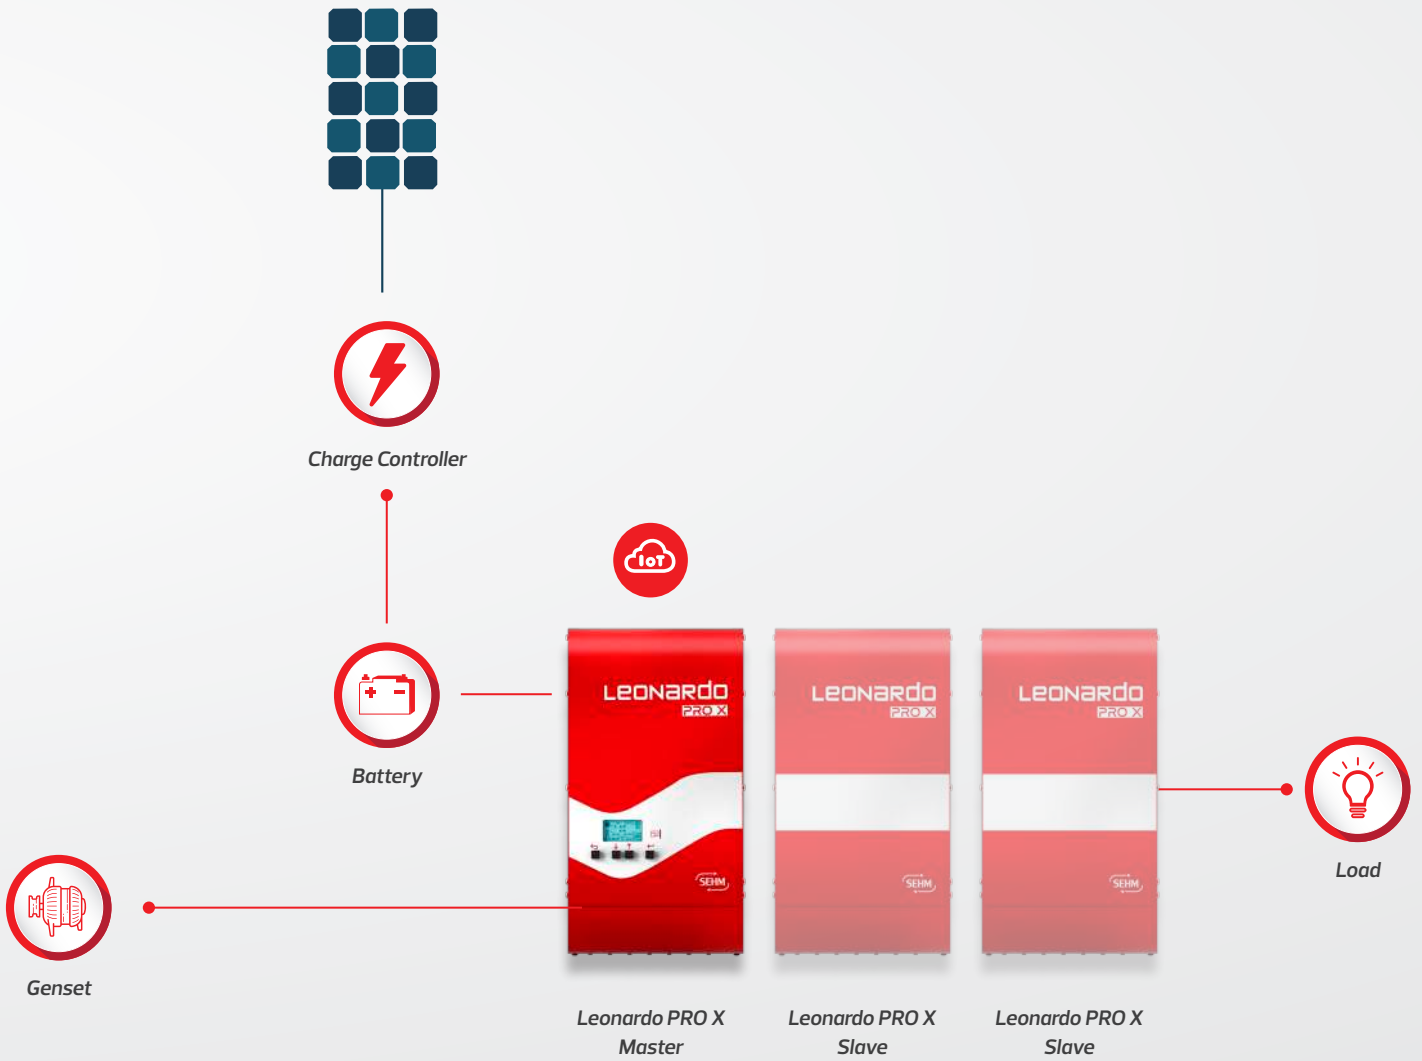 Charge Controller
IoT
LEONARDO
PRO X
LEONARDO
PRO X
LEONARDO
PRO X
Battery
SEHM
SEHM
SEHM
Load
Genset
Leonardo PRO X
Master
Leonardo PRO X
Slave
Leonardo PRO X
Slave